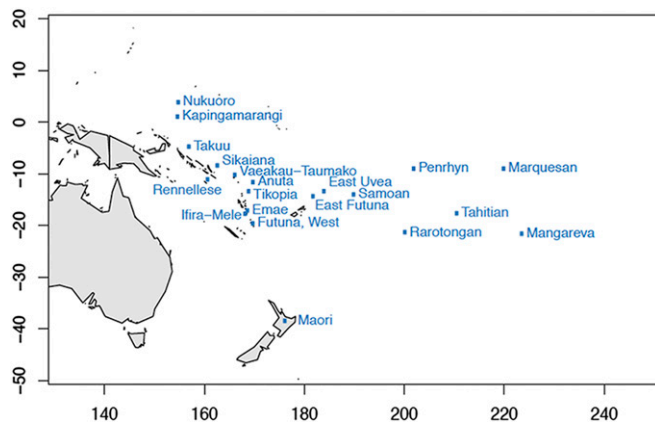 20
10
0
-10
-20
-30
-40
-50
Nukuoro
Kapingamarangi
Takuu
Sikaiana
Vaeakau-Taumako
Rennellese
Anuta
East Uvea
Penrhyn
Marquesan
Tikopia
Samoan
East Futuna
Ifira-Mele
Emae
Tahitian
Futuna, West
Rarotongan
Mangareva
Maori
140 160 180 200 220 240